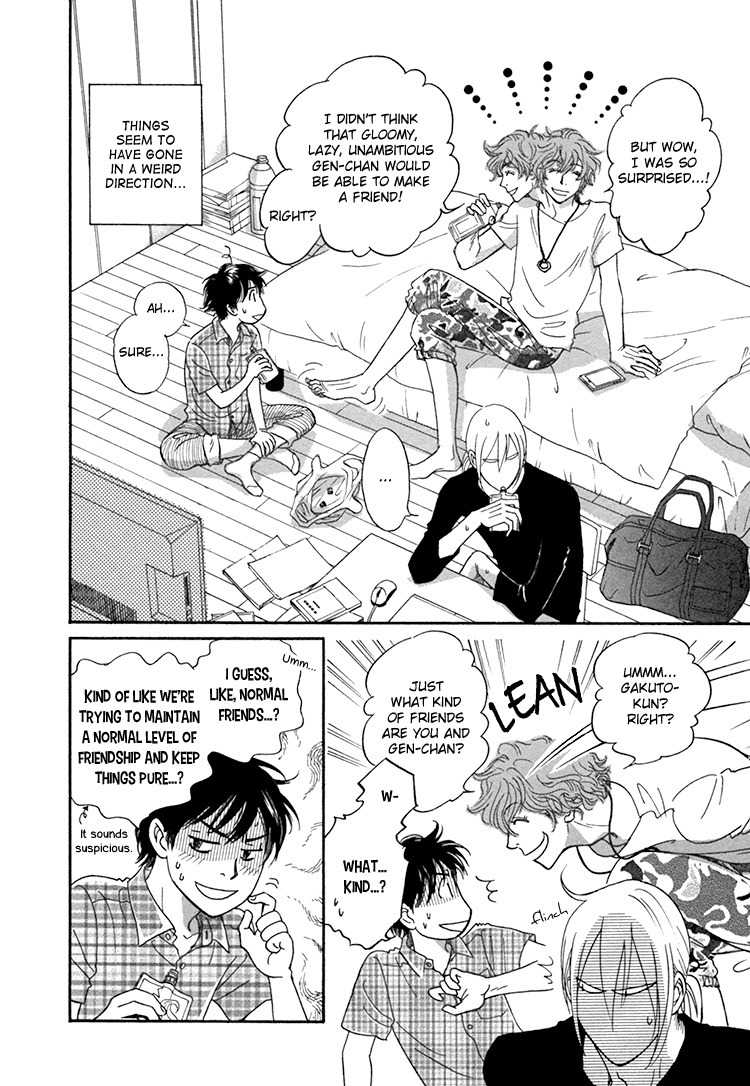 BUT WOW,
I WAS SO
SURPRISED...!
I DIDN'T THINK
THAT GLOOMY,
LAZY, UNAMBITIOUS
GEN-CHAN WOULD
BE ABLE TO MAKE
A FRIEND!
RIGHT?
THINGS
SEEM TO
HAVE GONE
IN A WEIRD
DIRECTION...
AH...
SURE...
...
UMMM...
GAKUTO-
KUN?
RIGHT?
LEAN
JUST
WHAT KIND
OF FRIENDS
ARE YOU AND
GEN-CHAN?
W-
WHAT...
KIND...?
flinch
Umm...
I GUESS,
LIKE, NORMAL
FRIENDS...?
KIND OF LIKE WE'RE
TRYING TO MAINTAIN
A NORMAL LEVEL OF
FRIENDSHIP AND KEEP
THINGS PURE...?
It sounds
suspicious.